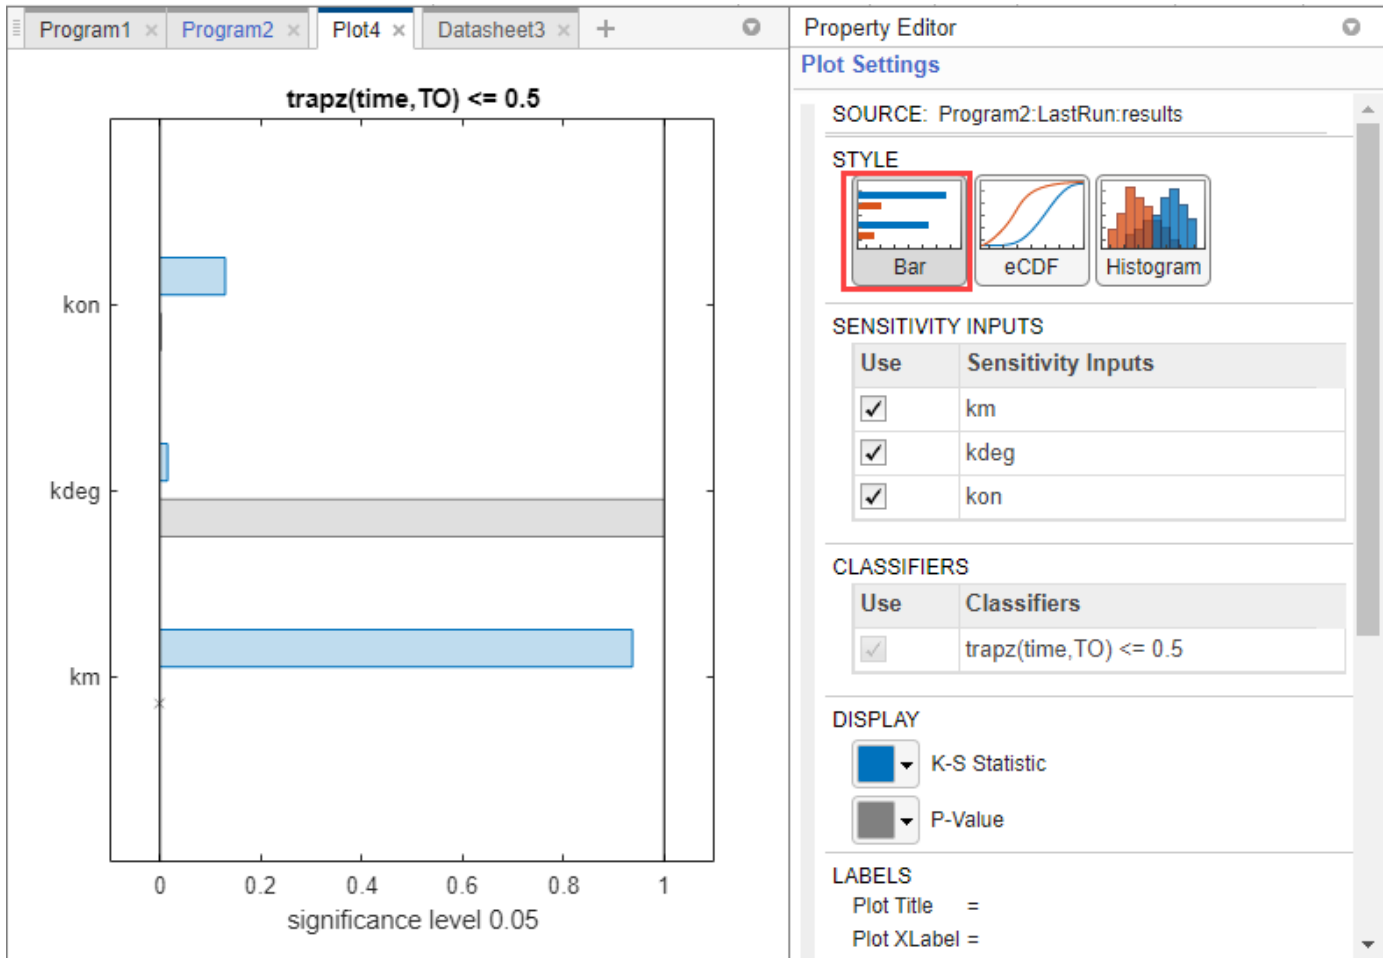 Program1 × Program2 × Plot4 × Datasheet3 × +
trapz(time,TO) <= 0.5
kon
kdeg
km
0 0.2 0.4 0.6 0.8 1
significance level 0.05
Property Editor
Plot Settings
SOURCE: Program2:LastRun:results
STYLE
Bar eCDF Histogram
SENSITIVITY INPUTS
Use Sensitivity Inputs
km
kdeg
kon
CLASSIFIERS
Use Classifiers
trapz(time,TO) <= 0.5
DISPLAY
K-S Statistic
P-Value
LABELS
Plot Title =
Plot XLabel =